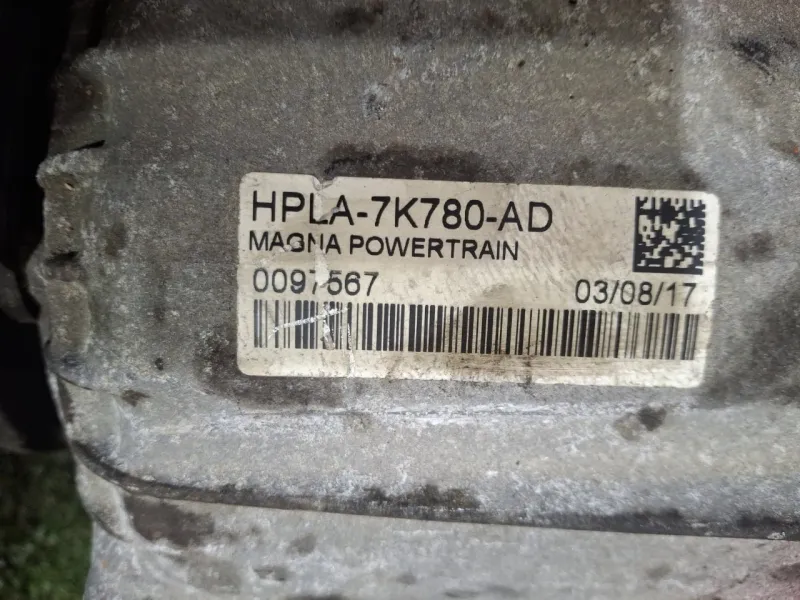 HPLA-7K780-AD
MAGNA POWERTRAIN
0097567
03/08/17